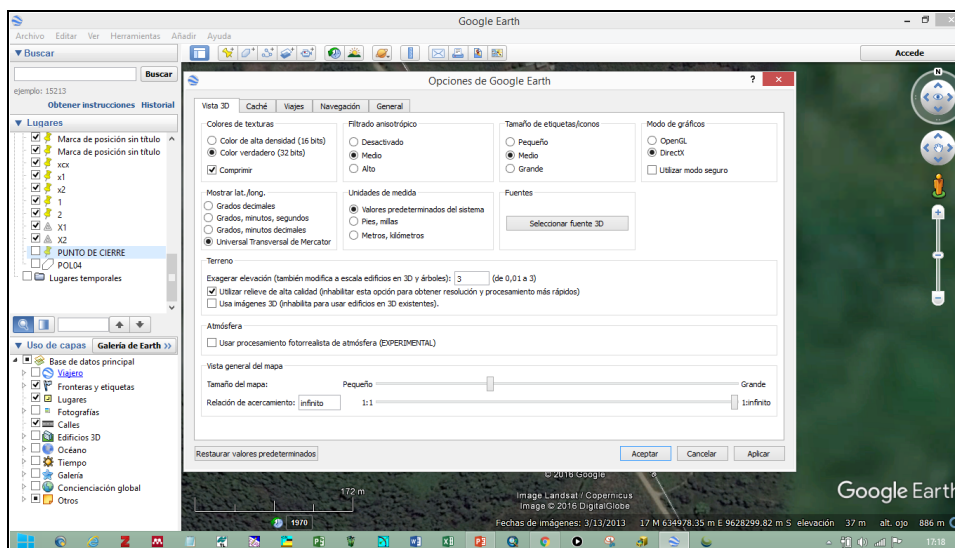 Google Earth
Archivo Editar Ver Herramientas Añadir Ayuda
Buscar
Accede
Buscar
ejemplo: 15213
Obtener instrucciones Historial
Lugares
Marca de posición sin título
Marca de posición sin título
xcx
x1
x2
1
2
X1
X2
PUNTO DE CIERRE
POL04
Lugares temporales
Uso de capas Galería de Earth >>
Base de datos principal
Viajero
Fronteras y etiquetas
Lugares
Fotografías
Calles
Edificios 3D
Océano
Tiempo
Galería
Concienciación global
Otros
Opciones de Google Earth
Vista 3D Caché Viajes Navegación General
Colores de texturas
Color de alta densidad (16 bits)
Color verdadero (32 bits)
Comprimir
Filtrado anisotrópico
Desactivado
Medio
Alto
Tamaño de etiquetas/iconos
Pequeño
Medio
Grande
Modo de gráficos
OpenGL
DirectX
Utilizar modo seguro
Mostrar lat./long.
Grados decimales
Grados, minutos, segundos
Grados, minutos decimales
Universal Transversal de Mercator
Unidades de medida
Valores predeterminados del sistema
Pies, millas
Metros, kilómetros
Fuentes
Seleccionar fuente 3D
Terreno
Exagerar elevación (también modifica a escala edificios en 3D y árboles): 3 (de 0,01 a 3)
Utilizar relieve de alta calidad (inhabilitar esta opción para obtener resolución y procesamiento más rápidos)
Usa imágenes 3D (inhabilita para usar edificios en 3D existentes).
Atmósfera
Usar procesamiento fotorrealista de atmósfera (EXPERIMENTAL)
Vista general del mapa
Tamaño del mapa: Pequeño Grande
Relación de acercamiento: infinito 1:1 1:infinito
Restaurar valores predeterminados Aceptar Cancelar Aplicar
N
© 2016 Google
Image Landsat / Copernicus
Image © 2016 DigitalGlobe
Google Earth
172 m
1970
Fechas de imágenes: 3/13/2013 17 M 634978.35 m E 9628299.82 m S elevación 37 m alt. ojo 886 m
17:18